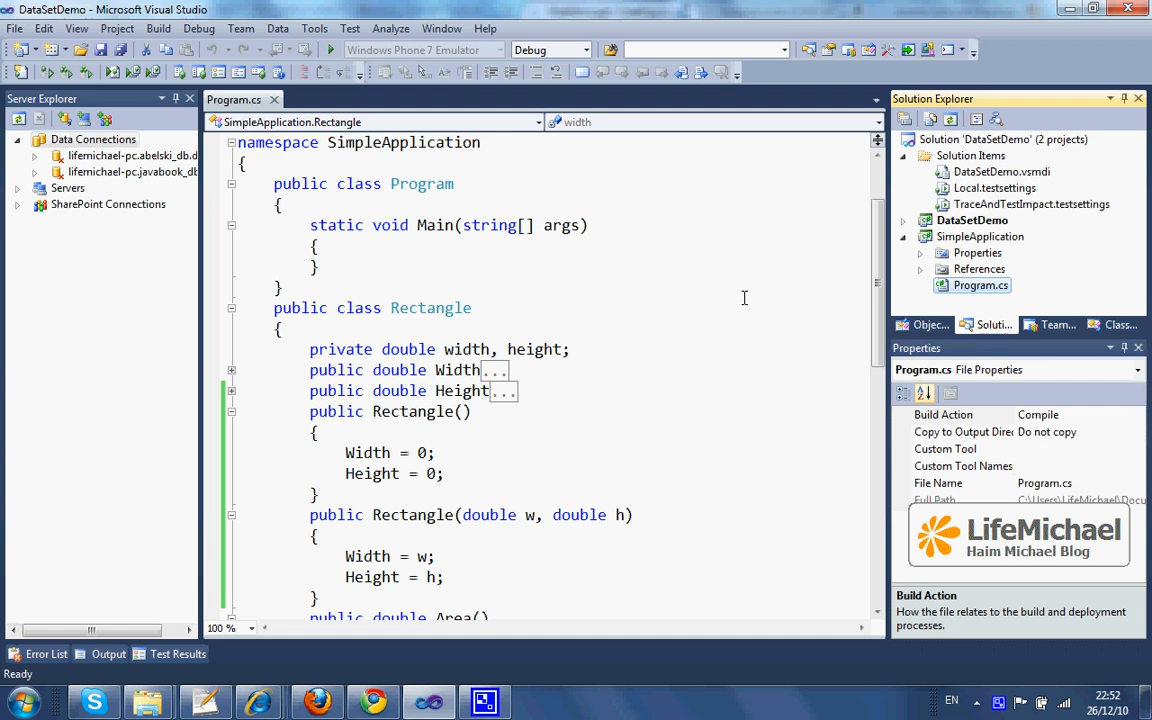 DataSetDemo - Microsoft Visual Studio
File Edit View Project Build Debug Team Data Tools Test Analyze Window Help
Windows Phone 7 Emulator Debug
Server Explorer
Data Connections
lifemichael-pc.abelski_db.d
lifemichael-pc.javabook_db
Servers
SharePoint Connections
Program.cs
SimpleApplication.Rectangle width
namespace SimpleApplication
{
public class Program
{
static void Main(string[] args)
{
}
}
public class Rectangle
{
private double width, height;
public double Width...
public double Height...
public Rectangle()
{
Width = 0;
Height = 0;
}
public Rectangle(double w, double h)
{
Width = w;
Height = h;
}
public double Area()
100 %
Solution Explorer
Solution 'DataSetDemo' (2 projects)
Solution Items
DataSetDemo.vsmdi
Local.testsettings
TraceAndTestImpact.testsettings
DataSetDemo
SimpleApplication
Properties
References
Program.cs
Objec... Soluti... Team... Class...
Properties
Program.cs File Properties
Build Action Compile
Copy to Output Direc Do not copy
Custom Tool
Custom Tool Names
File Name Program.cs
Full Path C:\Users\LifeMichael\Docu
LifeMichael
Haim Michael Blog
Build Action
How the file relates to the build and deployment
processes.
Error List Output Test Results
Ready
EN
22:52
26/12/10